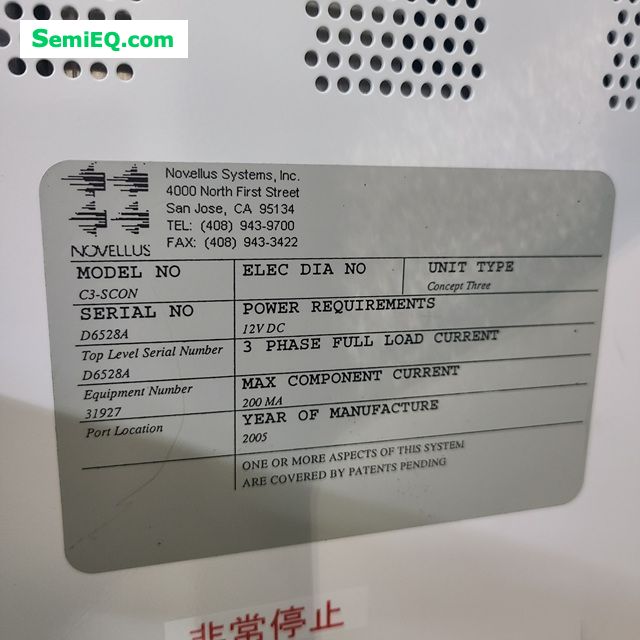 SemiEQ.com
Novellus Systems, Inc.
4000 North First Street
San Jose, CA 95134
TEL: (408) 943-9700
FAX: (408) 943-3422
NOVELLUS
MODEL NO
C3-SCON
ELEC DIA NO
UNIT TYPE
Concept Three
SERIAL NO
D6528A
POWER REQUIREMENTS
12V DC
Top Level Serial Number
D6528A
3 PHASE FULL LOAD CURRENT
Equipment Number
31927
MAX COMPONENT CURRENT
200 MA
Port Location
YEAR OF MANUFACTURE
2005
ONE OR MORE ASPECTS OF THIS SYSTEM
ARE COVERED BY PATENTS PENDING
非常停止